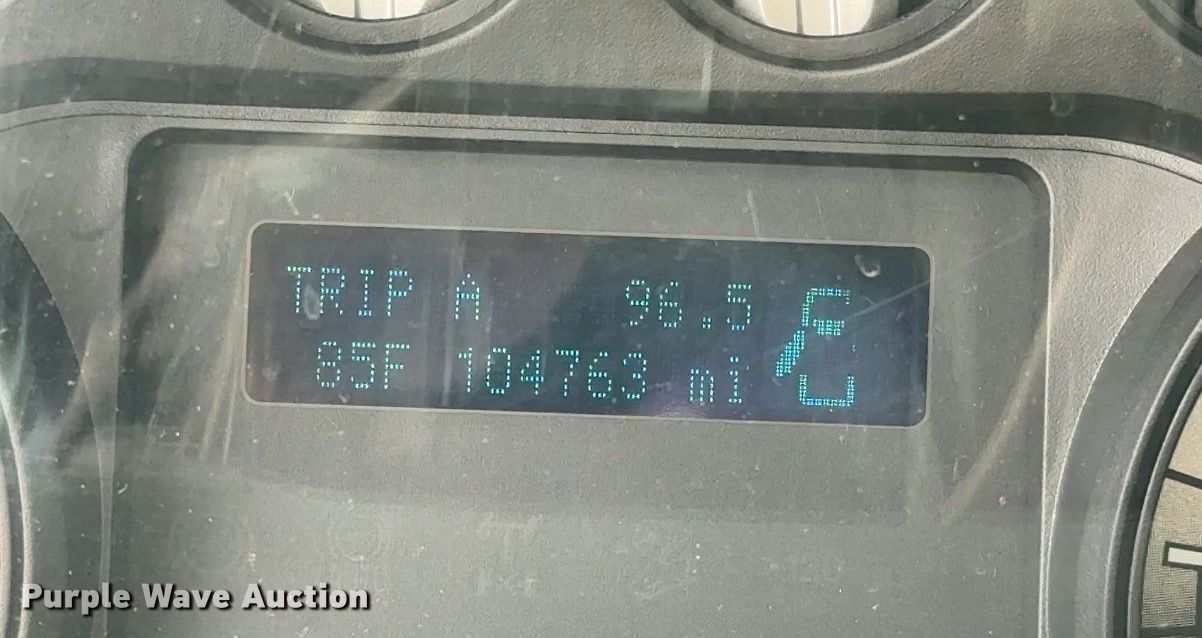 TRIP A 96.5
85F 104763 mi
Purple Wave Auction